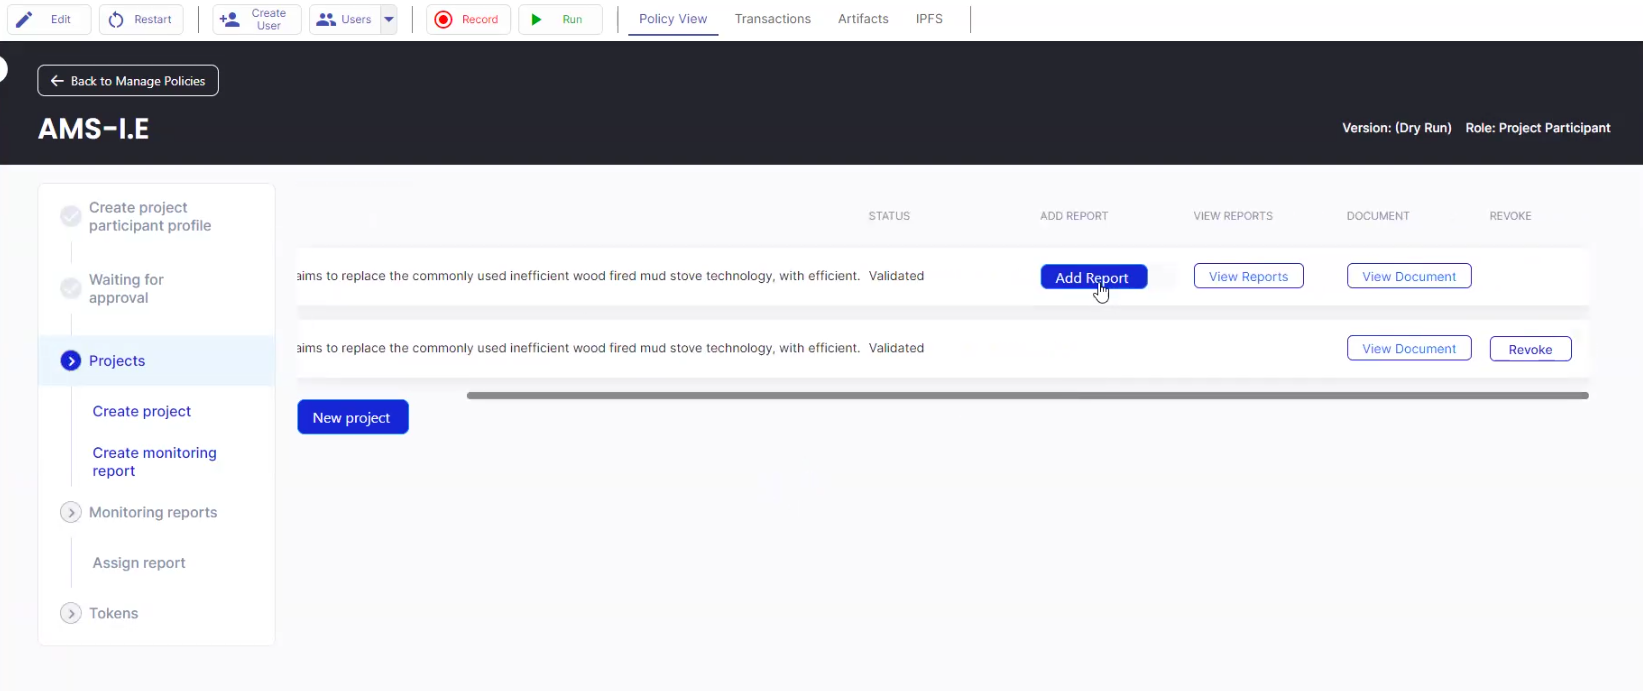 Edit
Restart
Create
User
Users
Record
Run
Policy View
Transactions
Artifacts
IPFS
Back to Manage Policies
AMS-I.E
Version: (Dry Run) Role: Project Participant
Create project
participant profile
Waiting for
approval
Projects
Create project
Create monitoring
report
Monitoring reports
Assign report
Tokens
STATUS ADD REPORT VIEW REPORTS DOCUMENT REVOKE
aims to replace the commonly used inefficient wood fired mud stove technology, with efficient. Validated Add Report View Reports View Document
aims to replace the commonly used inefficient wood fired mud stove technology, with efficient. Validated View Document Revoke
New project